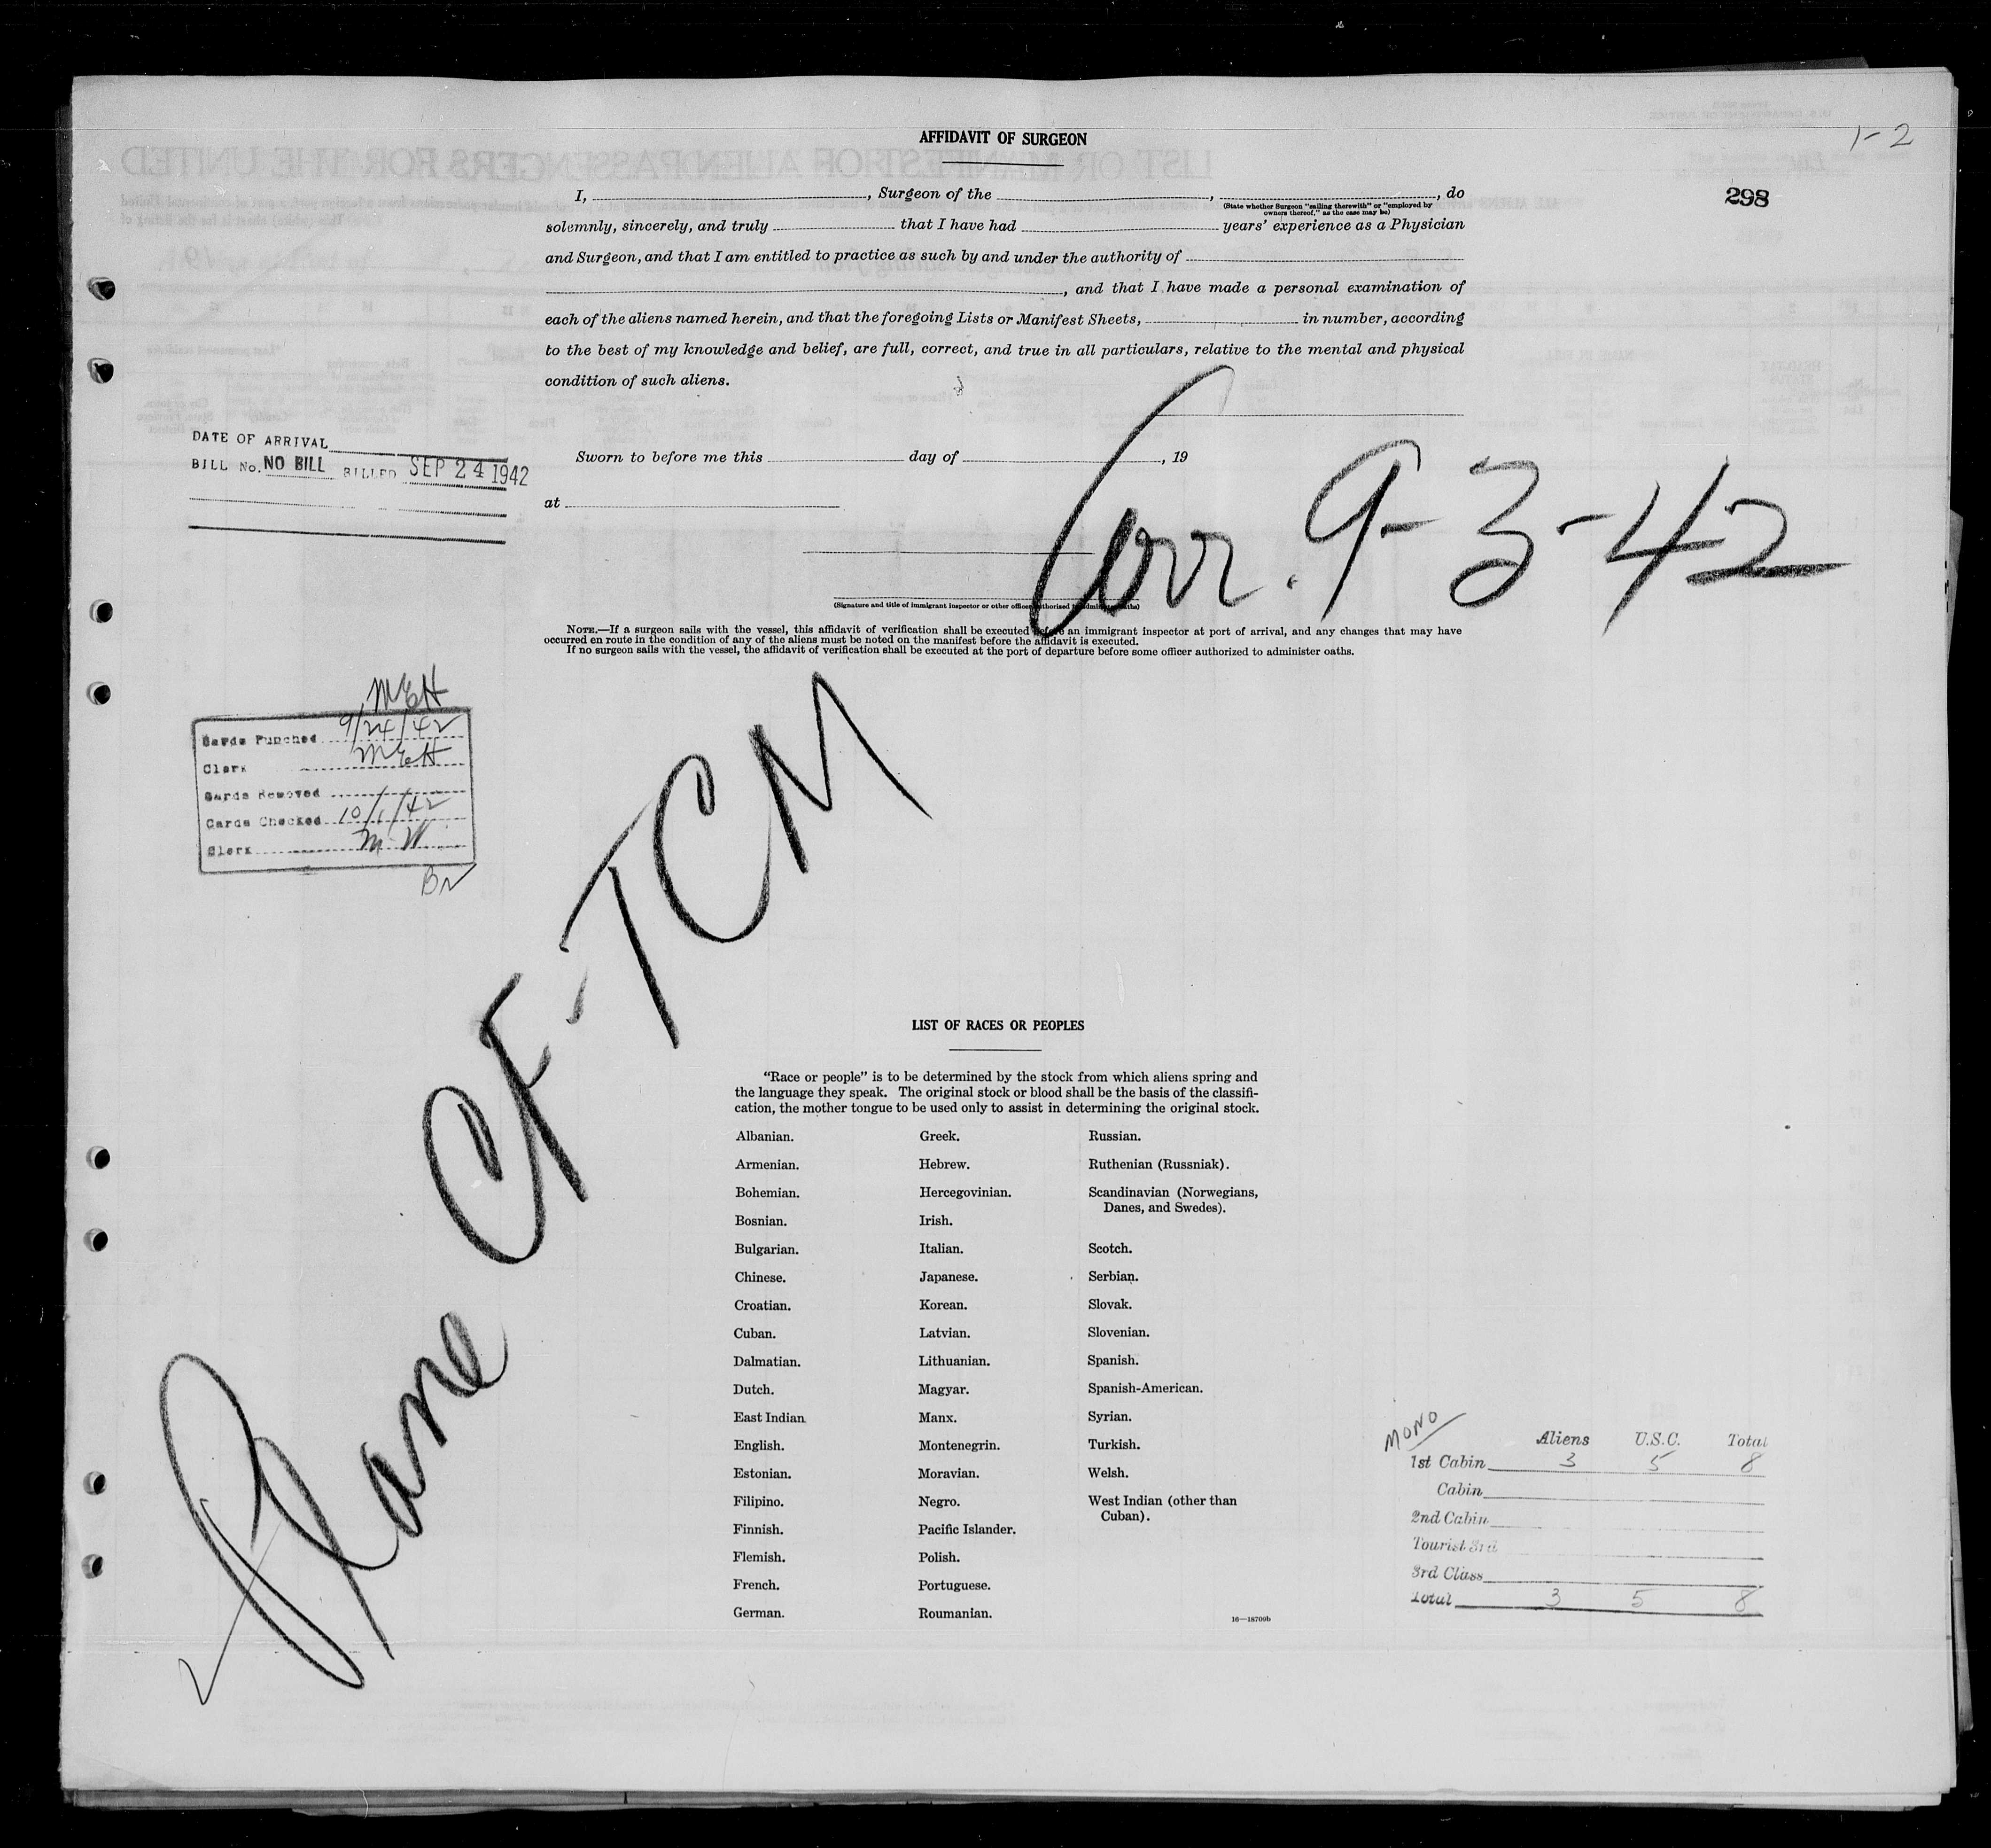 AFFIDAVIT OF SURGEON
1-2
298
I, , Surgeon of the , , do
(State whether Surgeon "sailing therewith" or "employed by
owners thereof," as the case may be)
solemnly, sincerely, and truly that I have had years' experience as a Physician
and Surgeon, and that I am entitled to practice as such by and under the authority of
, and that I have made a personal examination of
each of the aliens named herein, and that the foregoing Lists or Manifest Sheets, in number, according
to the best of my knowledge and belief, are full, correct, and true in all particulars, relative to the mental and physical
condition of such aliens.
DATE OF ARRIVAL
BILL No. NO BILL BILLED SEP 24 1942
Sworn to before me this day of , 19
at
Corr. 9-3-42
(Signature and title of immigrant inspector or other officer authorized to administer oaths)
NOTE.—If a surgeon sails with the vessel, this affidavit of verification shall be executed before an immigrant inspector at port of arrival, and any changes that may have
occurred en route in the condition of any of the aliens must be noted on the manifest before the affidavit is executed.
If no surgeon sails with the vessel, the affidavit of verification shall be executed at the port of departure before some officer authorized to administer oaths.
MEH
Cards Punched 9/24/42
Clerk MEH
Cards Removed
Cards Checked 10/1/42
Clerk M W
Plane CF-TCM
LIST OF RACES OR PEOPLES
"Race or people" is to be determined by the stock from which aliens spring and
the language they speak. The original stock or blood shall be the basis of the classifi-
cation, the mother tongue to be used only to assist in determining the original stock.
Albanian.
Armenian.
Bohemian.
Bosnian.
Bulgarian.
Chinese.
Croatian.
Cuban.
Dalmatian.
Dutch.
East Indian
English.
Estonian.
Filipino.
Finnish.
Flemish.
French.
German.
Greek.
Hebrew.
Hercegovinian.
Irish.
Italian.
Japanese.
Korean.
Latvian.
Lithuanian.
Magyar.
Manx.
Montenegrin.
Moravian.
Negro.
Pacific Islander.
Polish.
Portuguese.
Roumanian.
Russian.
Ruthenian (Russniak).
Scandinavian (Norwegians,
Danes, and Swedes).
Scotch.
Serbian.
Slovak.
Slovenian.
Spanish.
Spanish-American.
Syrian.
Turkish.
Welsh.
West Indian (other than
Cuban).
16—18709b
MONO
Aliens U.S.C. Total
1st Cabin 3 5 8
Cabin
2nd Cabin
Tourist 3rd
3rd Class
Total 3 5 8